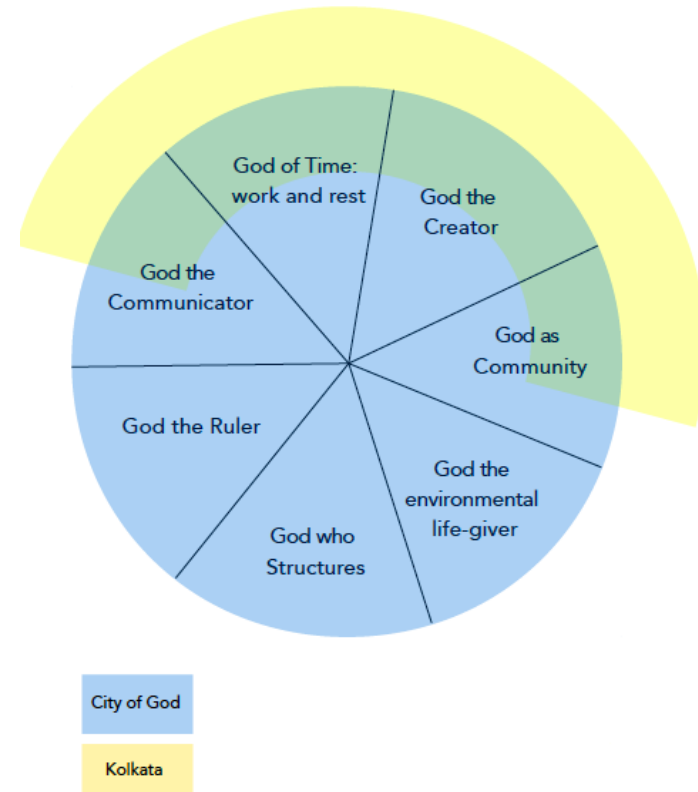 God of Time:
work and rest
God the
Creator
God the
Communicator
God as
Community
God the Ruler
God the
environmental
life-giver
God who
Structures
City of God
Kolkata